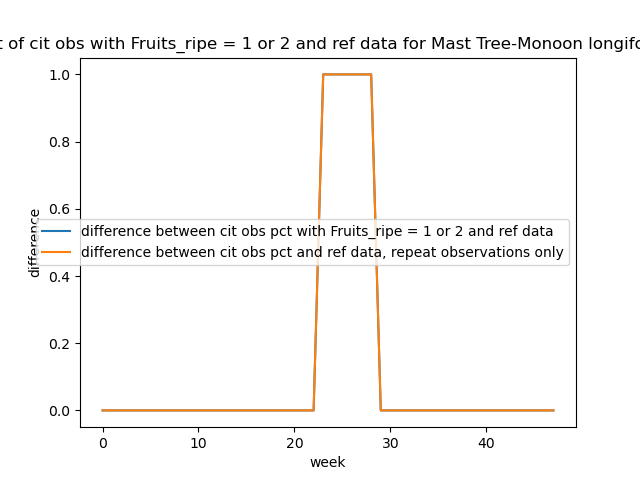 of cit obs with Fruits_ripe = 1 or 2 and ref data for Mast Tree-Monoon
1.0
0.8
0.6
0.4
0.2
0.0
difference
difference between cit obs pct with Fruits_ripe = 1 or 2 and ref data
difference between cit obs pct and ref data, repeat observations only
0 10 20 30 40
week